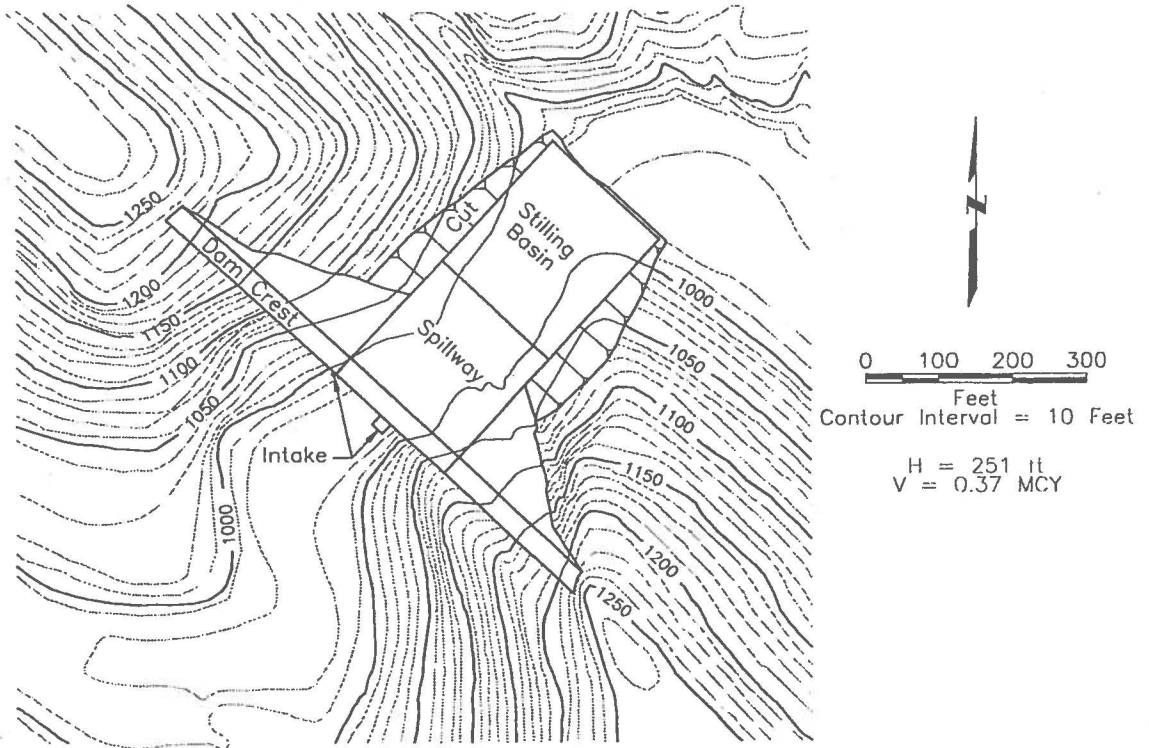 1250
Dam Crest
1200
1150
1100
1050
1000
Intake
Cut
Stilling
Basin
Spillway
1000
1050
1100
1150
1200
1250
N
0 100 200 300
Feet
Contour Interval = 10 Feet
H = 251 ft
V = 0.37 MCY